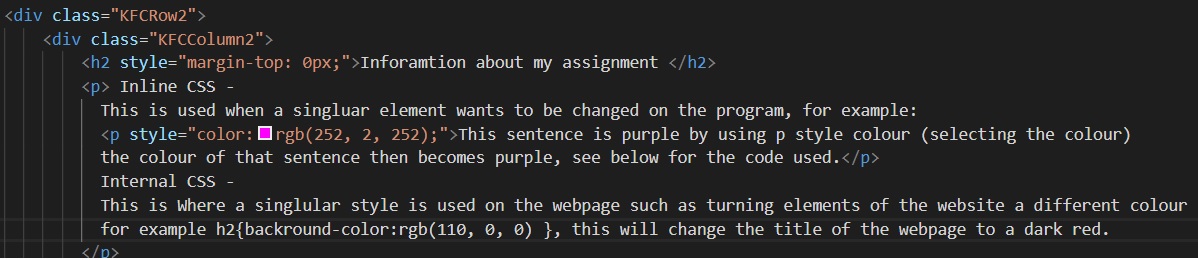 <div class="KFCRow2">
<div class="KFCColumn2">
<h2 style="margin-top: 0px;">Inforamtion about my assignment </h2>
<p> Inline CSS -
This is used when a singluar element wants to be changed on the program, for example:
<p style="color: rgb(252, 2, 252);">This sentence is purple by using p style colour (selecting the colour)
the colour of that sentence then becomes purple, see below for the code used.</p>
Internal CSS -
This is Where a singlular style is used on the webpage such as turning elements of the website a different colour
for example h2{backround-color:rgb(110, 0, 0) }, this will change the title of the webpage to a dark red.
</p>